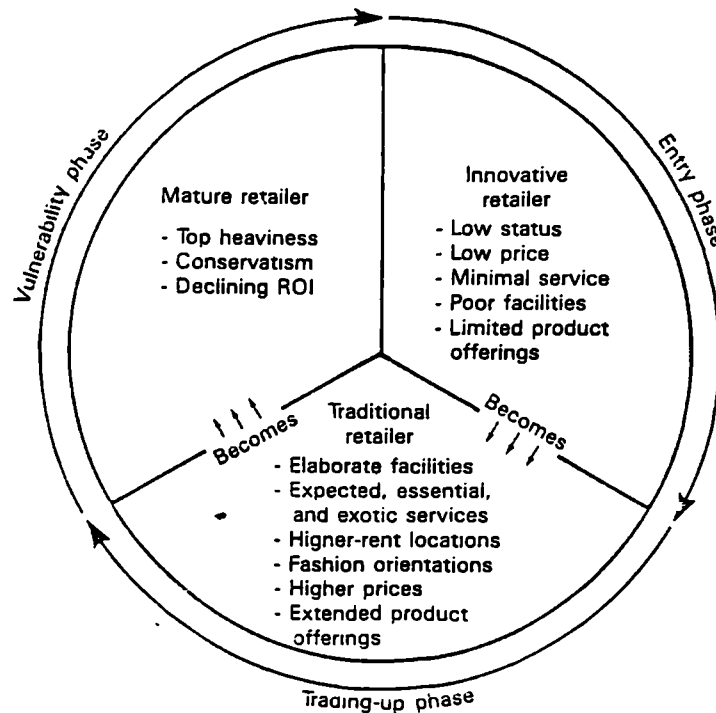 Vulnerability phase
Entry phase
Mature retailer
- Top heaviness
- Conservatism
- Declining ROI
Innovative
retailer
- Low status
- Low price
- Minimal service
- Poor facilities
- Limited product
offerings
Becomes
Becomes
Traditional
retailer
- Elaborate facilities
- Expected, essential,
and exotic services
- Higner-rent locations
- Fashion orientations
- Higher prices
- Extended product
offerings
Trading-up phase